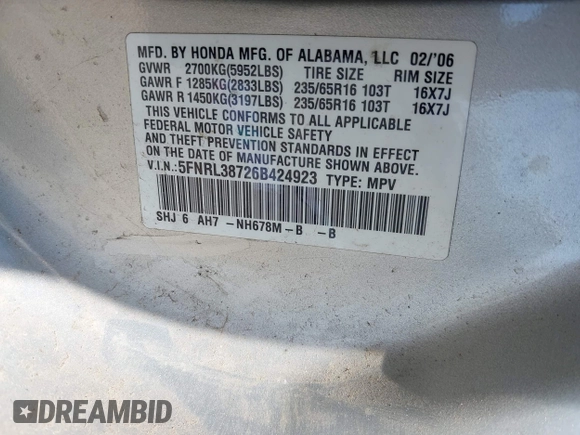 MFD. BY HONDA MFG. OF ALABAMA, LLC 02/'06
GVWR 2700KG(5952LBS) TIRE SIZE RIM SIZE
GAWR F 1285KG(2833LBS) 235/65R16 103T 16X7J
GAWR R 1450KG(3197LBS) 235/65R16 103T 16X7J
THIS VEHICLE CONFORMS TO ALL APPLICABLE
FEDERAL MOTOR VEHICLE SAFETY
AND THEFT PREVENTION STANDARDS IN EFFECT ON
THE DATE OF MANUFACTURE SHOWN ABOVE.
V.I.N.:5FNRL38726B424923 TYPE: MPV
SHJ 6 AH7 -NH678M-B -B
DREAMBID